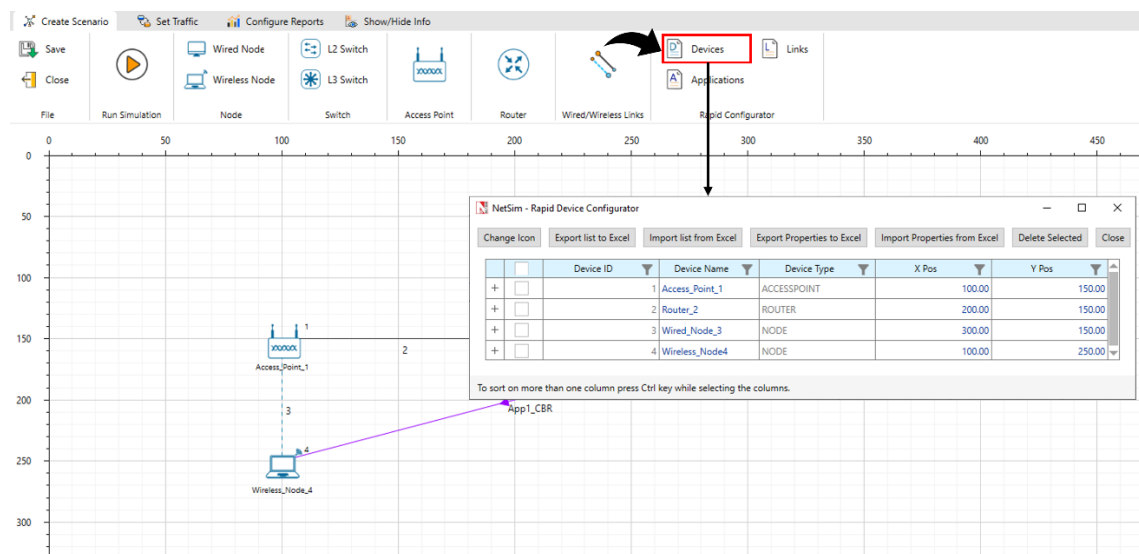 Create Scenario Set Traffic Configure Reports Show/Hide Info
Save Wired Node L2 Switch Devices Links
Close Wireless Node L3 Switch Applications
File Run Simulation Node Switch Access Point Router Wired/Wireless Links Rapid Configurator
0 50 100 150 200 250 300 350 400 450
0
NetSim - Rapid Device Configurator
50
Change Icon Export list to Excel Import list from Excel Export Properties to Excel Import Properties from Excel Delete Selected Close
Device ID Device Name Device Type X Pos Y Pos
100
1 Access_Point_1 ACCESSPOINT 100.00 150.00
2 Router_2 ROUTER 200.00 150.00
3 Wired_Node_3 NODE 300.00 150.00
4 Wireless_Node4 NODE 100.00 250.00
1
150
2
Access_Point_1
To sort on more than one column press Ctrl key while selecting the columns.
200
App1_CBR
3
4
250
Wireless_Node_4
300